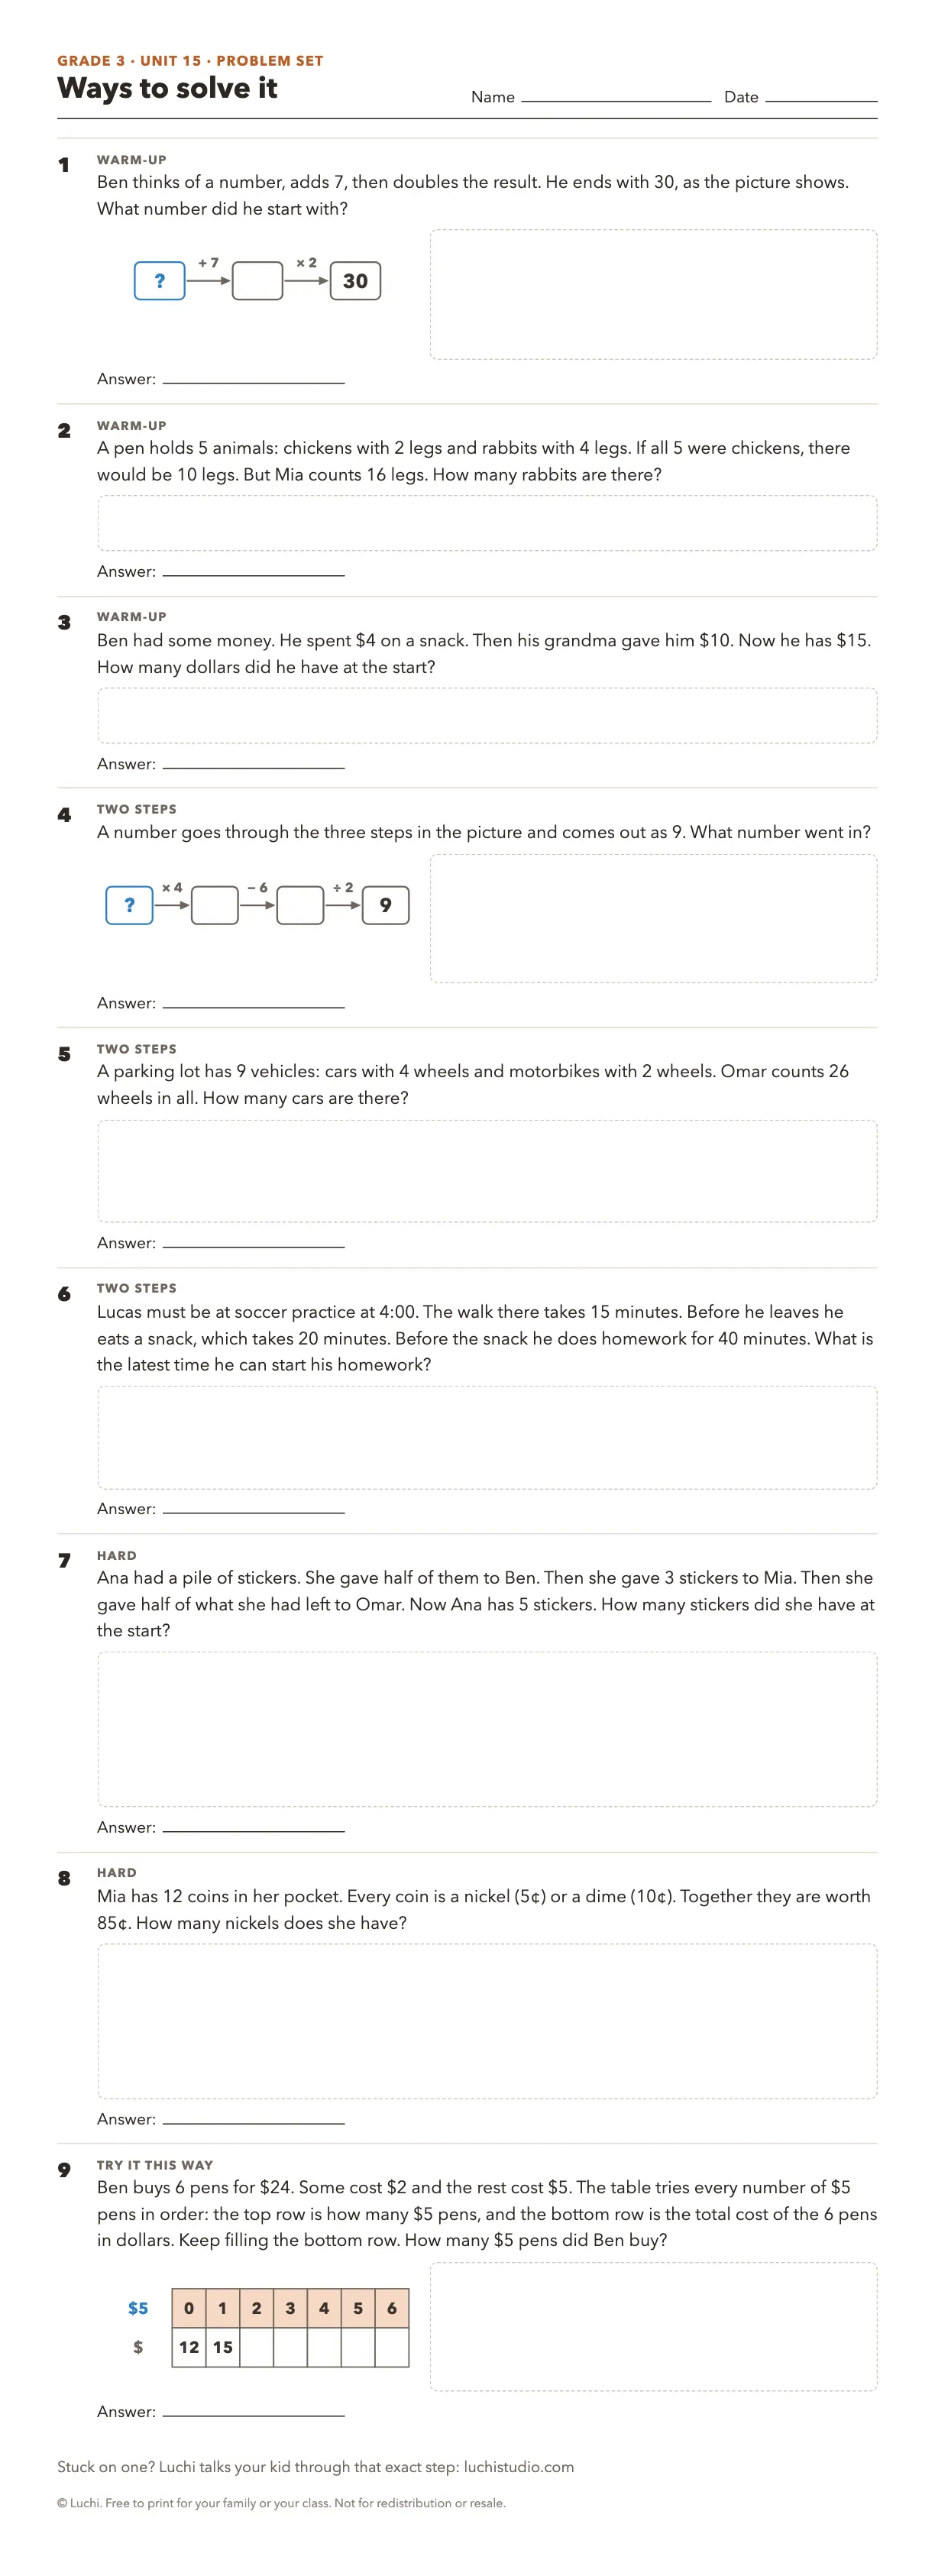 GRADE 3 · UNIT 15 · PROBLEM SET
Ways to solve it
Name
Date
1
WARM-UP
Ben thinks of a number, adds 7, then doubles the result. He ends with 30, as the picture shows.
What number did he start with?
? + 7 × 2 30
Answer:
2
WARM-UP
A pen holds 5 animals: chickens with 2 legs and rabbits with 4 legs. If all 5 were chickens, there
would be 10 legs. But Mia counts 16 legs. How many rabbits are there?
Answer:
3
WARM-UP
Ben had some money. He spent $4 on a snack. Then his grandma gave him $10. Now he has $15.
How many dollars did he have at the start?
Answer:
4
TWO STEPS
A number goes through the three steps in the picture and comes out as 9. What number went in?
? × 4 − 6 ÷ 2 9
Answer:
5
TWO STEPS
A parking lot has 9 vehicles: cars with 4 wheels and motorbikes with 2 wheels. Omar counts 26
wheels in all. How many cars are there?
Answer:
6
TWO STEPS
Lucas must be at soccer practice at 4:00. The walk there takes 15 minutes. Before he leaves he
eats a snack, which takes 20 minutes. Before the snack he does homework for 40 minutes. What is
the latest time he can start his homework?
Answer:
7
HARD
Ana had a pile of stickers. She gave half of them to Ben. Then she gave 3 stickers to Mia. Then she
gave half of what she had left to Omar. Now Ana has 5 stickers. How many stickers did she have at
the start?
Answer:
8
HARD
Mia has 12 coins in her pocket. Every coin is a nickel (5¢) or a dime (10¢). Together they are worth
85¢. How many nickels does she have?
Answer:
9
TRY IT THIS WAY
Ben buys 6 pens for $24. Some cost $2 and the rest cost $5. The table tries every number of $5
pens in order: the top row is how many $5 pens, and the bottom row is the total cost of the 6 pens
in dollars. Keep filling the bottom row. How many $5 pens did Ben buy?
$5 0 1 2 3 4 5 6
$ 12 15
Answer:
Stuck on one? Luchi talks your kid through that exact step: luchistudio.com
© Luchi. Free to print for your family or your class. Not for redistribution or resale.